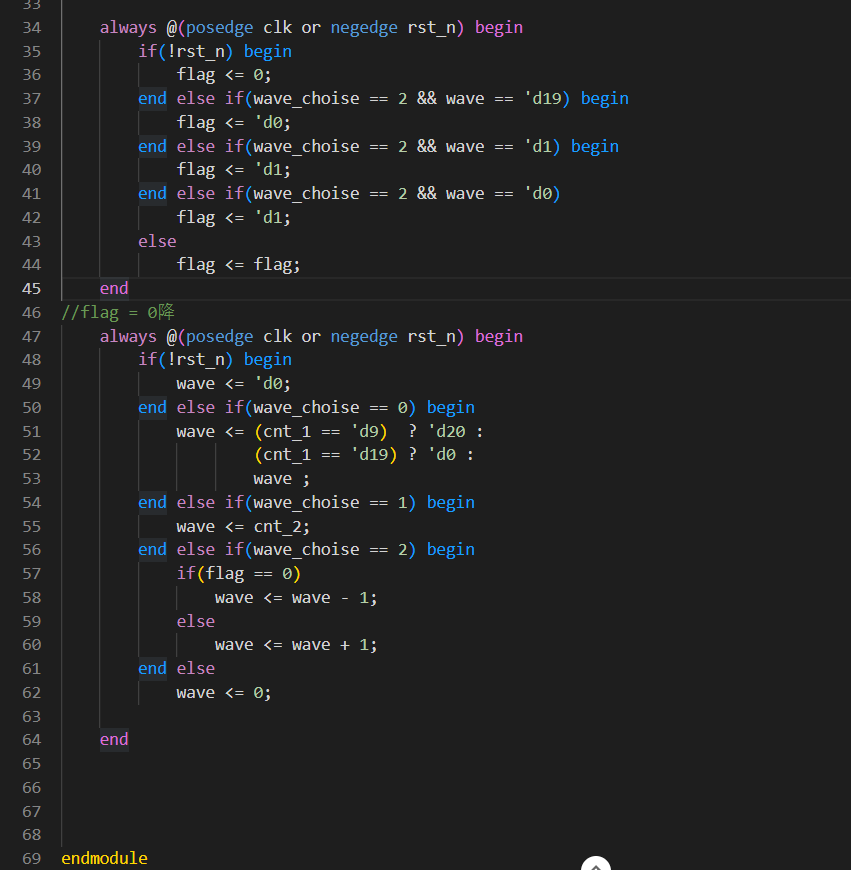 33
34     always @(posedge clk or negedge rst_n) begin
35         if(!rst_n) begin
36             flag <= 0;
37         end else if(wave_choise == 2 && wave == 'd19) begin
38             flag <= 'd0;
39         end else if(wave_choise == 2 && wave == 'd1) begin
40             flag <= 'd1;
41         end else if(wave_choise == 2 && wave == 'd0)
42             flag <= 'd1;
43         else
44             flag <= flag;
45     end
46 //flag = 0降
47     always @(posedge clk or negedge rst_n) begin
48         if(!rst_n) begin
49             wave <= 'd0;
50         end else if(wave_choise == 0) begin
51             wave <= (cnt_1 == 'd9)  ? 'd20 :
52                     (cnt_1 == 'd19) ? 'd0 :
53                     wave ;
54         end else if(wave_choise == 1) begin
55             wave <= cnt_2;
56         end else if(wave_choise == 2) begin
57             if(flag == 0)
58                 wave <= wave - 1;
59             else
60                 wave <= wave + 1;
61         end else
62             wave <= 0;
63
64     end
65
66
67
68
69 endmodule